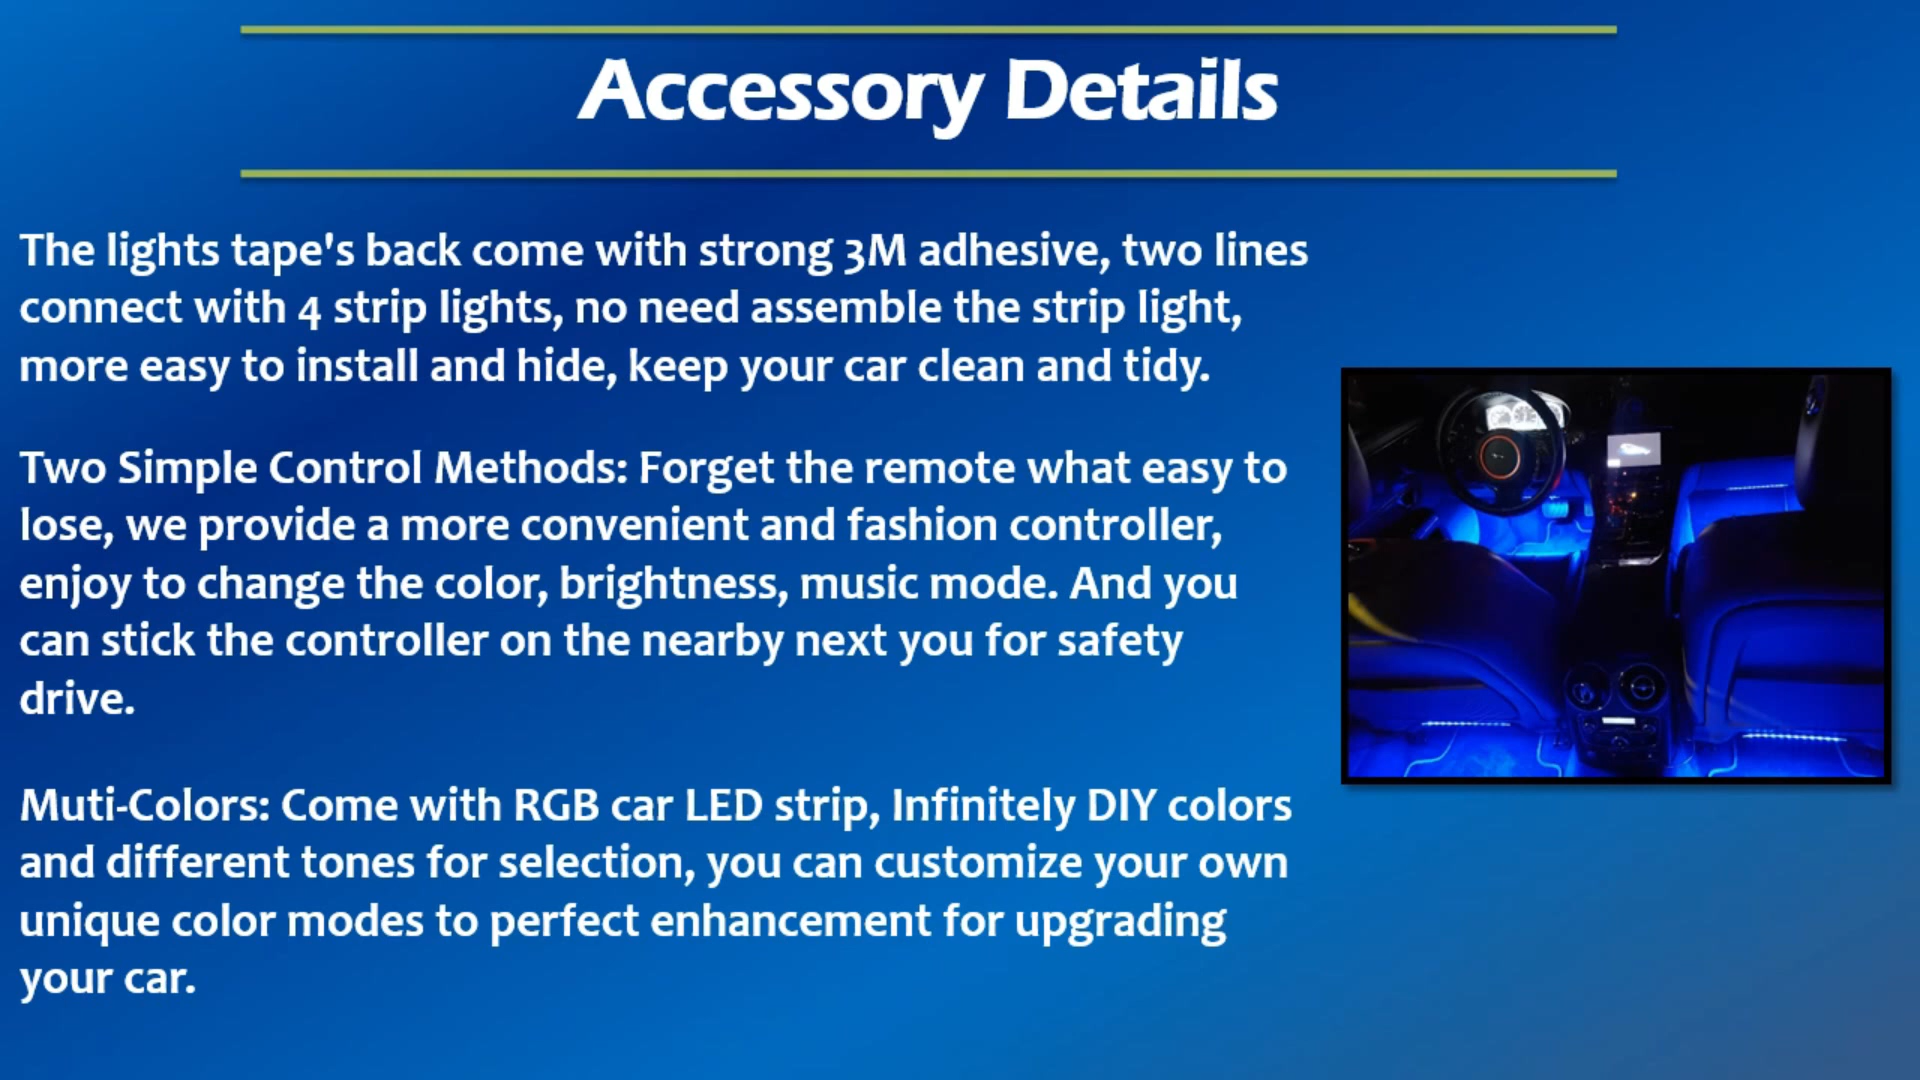 Accessory Details
The lights tape's back come with strong 3M adhesive, two lines
connect with 4 strip lights, no need assemble the strip light,
more easy to install and hide, keep your car clean and tidy.
Two Simple Control Methods: Forget the remote what easy to
lose, we provide a more convenient and fashion controller,
enjoy to change the color, brightness, music mode. And you
can stick the controller on the nearby next you for safety
drive.
Muti-Colors: Come with RGB car LED strip, Infinitely DIY colors
and different tones for selection, you can customize your own
unique color modes to perfect enhancement for upgrading
your car.